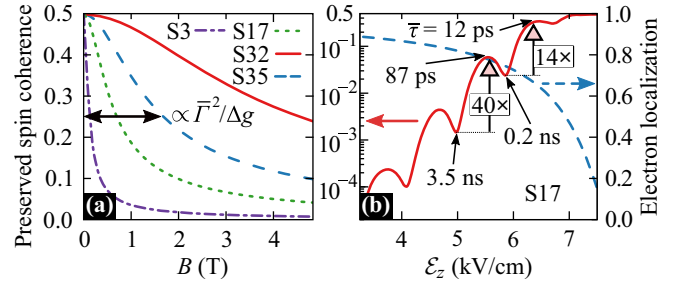 Preserved spin coherence
0.5
0.4
0.3
0.2
0.1
0.0
S3
S17
S32
S35
∝ Γ̅²/Δg
(a)
0 1 2 3 4
B (T)
0.5
10⁻¹
10⁻²
10⁻³
10⁻⁴
τ̅ = 12 ps
87 ps
14×
40×
0.2 ns
3.5 ns
S17
(b)
4 5 6 7
ℰz (kV/cm)
1.0
0.8
0.6
0.4
0.2
0.0
Electron localization